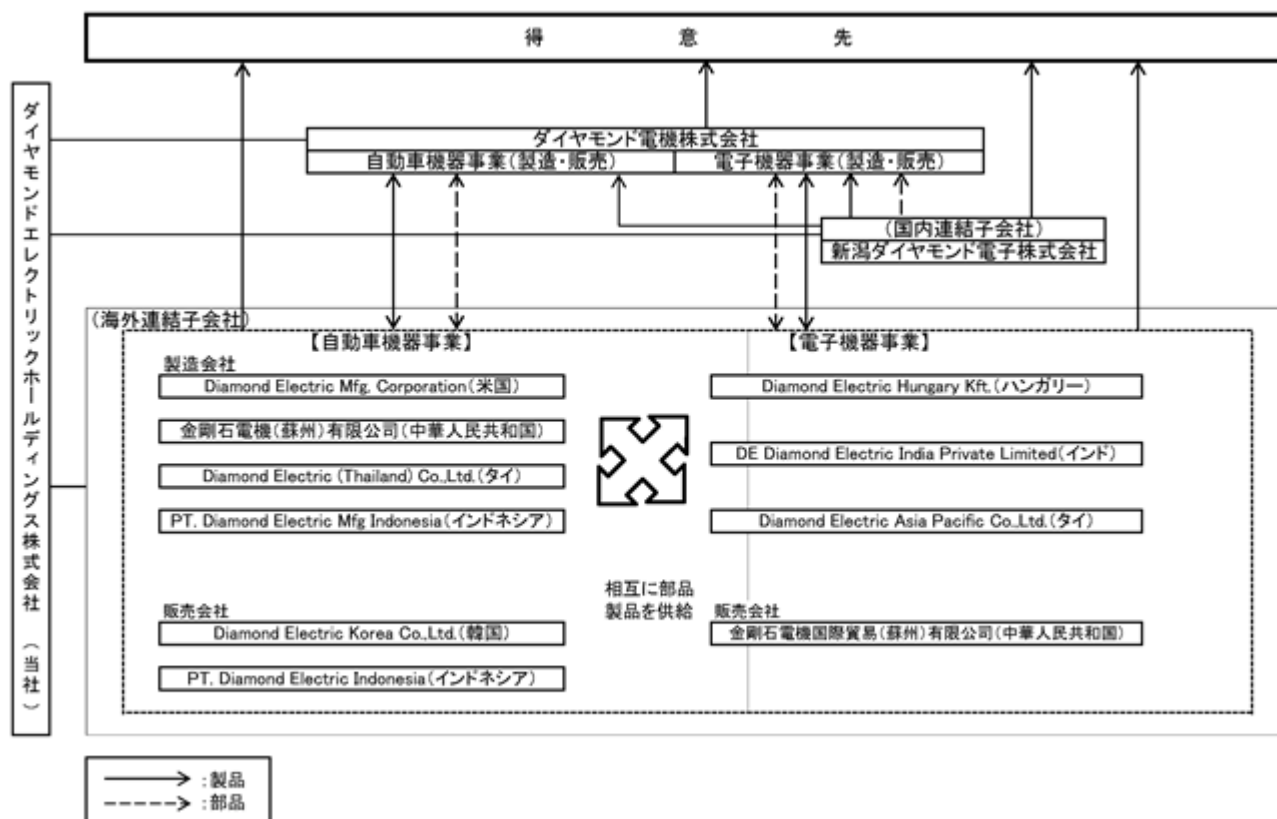 得意先
ダイヤモンドエレクトリックホールディングス株式会社(当社)
ダイヤモンド電機株式会社
自動車機器事業(製造・販売)
電子機器事業(製造・販売)
(国内連結子会社)
新潟ダイヤモンド電子株式会社
(海外連結子会社)
【自動車機器事業】
製造会社
Diamond Electric Mfg. Corporation(米国)
金剛石電機(蘇州)有限公司(中華人民共和国)
Diamond Electric (Thailand) Co.,Ltd.(タイ)
PT. Diamond Electric Mfg Indonesia(インドネシア)
販売会社
Diamond Electric Korea Co.,Ltd.(韓国)
PT. Diamond Electric Indonesia(インドネシア)
相互に部品
製品を供給
【電子機器事業】
Diamond Electric Hungary Kft.(ハンガリー)
DE Diamond Electric India Private Limited(インド)
Diamond Electric Asia Pacific Co.,Ltd.(タイ)
販売会社
金剛石電機国際貿易(蘇州)有限公司(中華人民共和国)
:製品
:部品